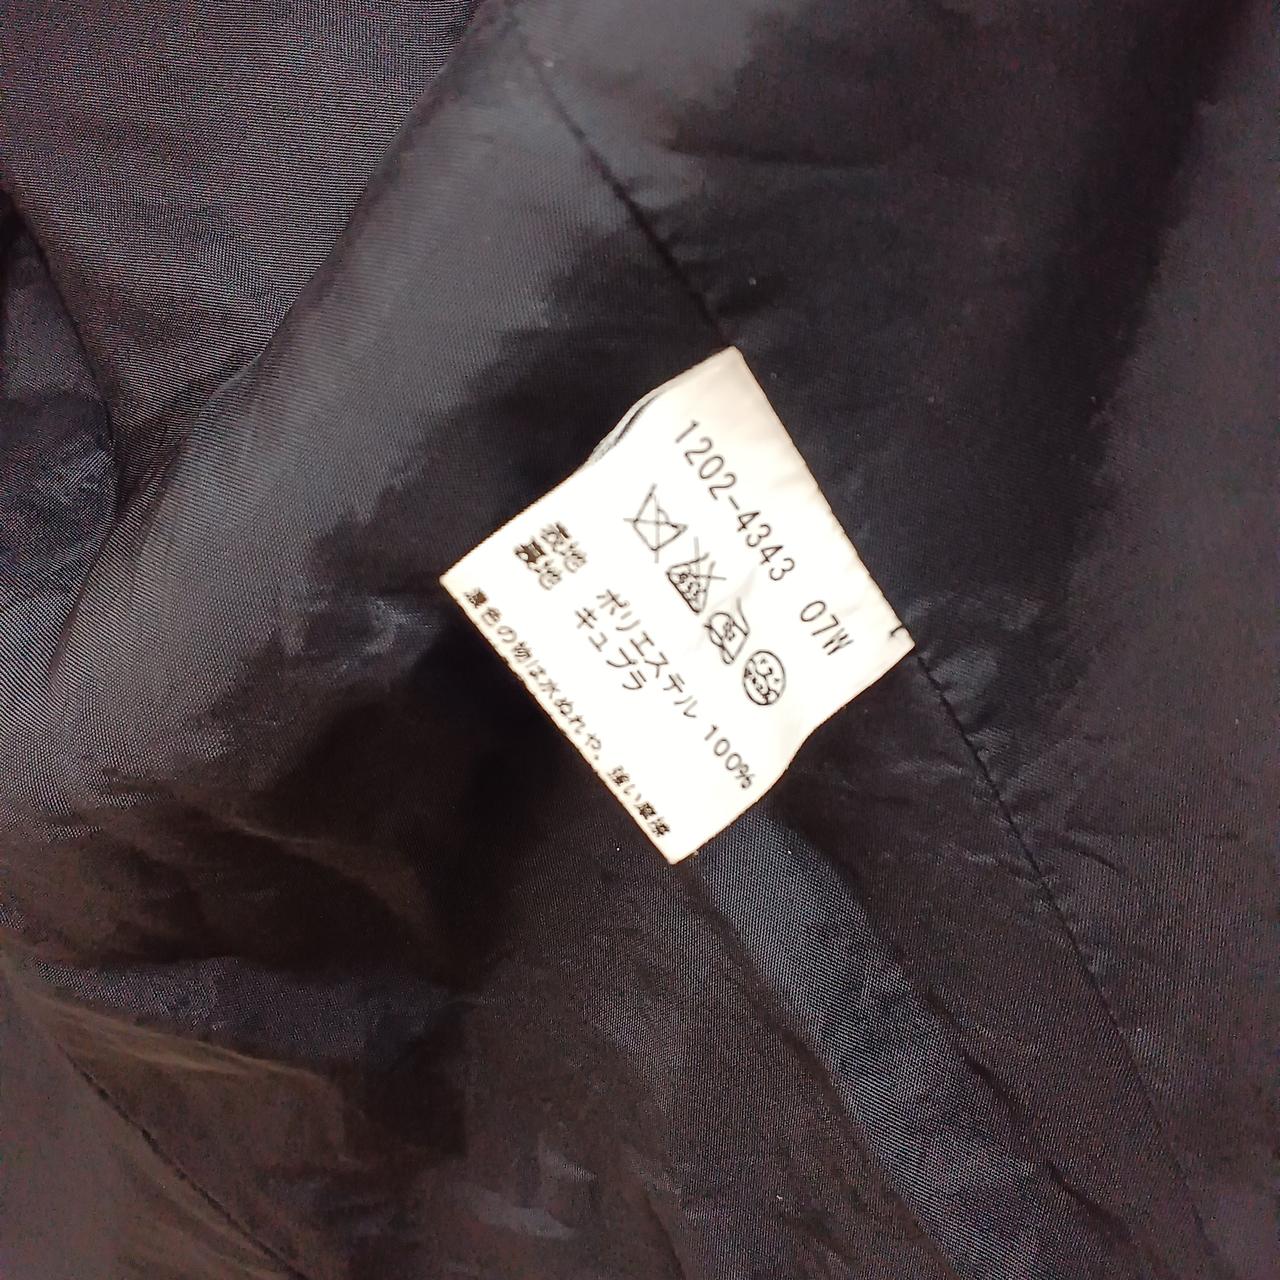 1202-4343 07W
表地 ポリエステル 100%
裏地 キュプラ
濃色の物は水ぬれや、強い摩擦